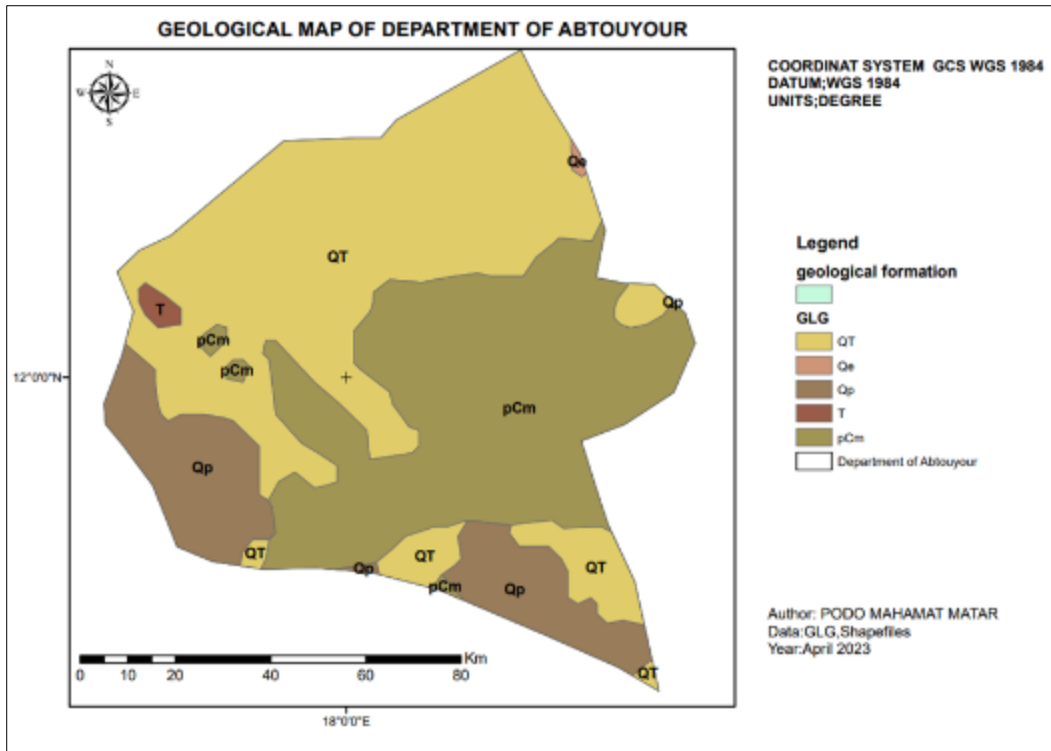 GEOLOGICAL MAP OF DEPARTMENT OF ABTOUYOUR
COORDINAT SYSTEM GCS WGS 1984
DATUM;WGS 1984
UNITS;DEGREE
N
W E
S
Qe
QT
Qp
T
pCm
pCm
12°0'0"N
pCm
Qp
QT
Qp
QT
pCm
Qp
QT
QT
Km
0 10 20 40 60 80
18°0'0"E
Legend
geological formation
GLG
QT
Qe
Qp
T
pCm
Department of Abtouyour
Author: PODO MAHAMAT MATAR
Data:GLG,Shapefiles
Year:April 2023